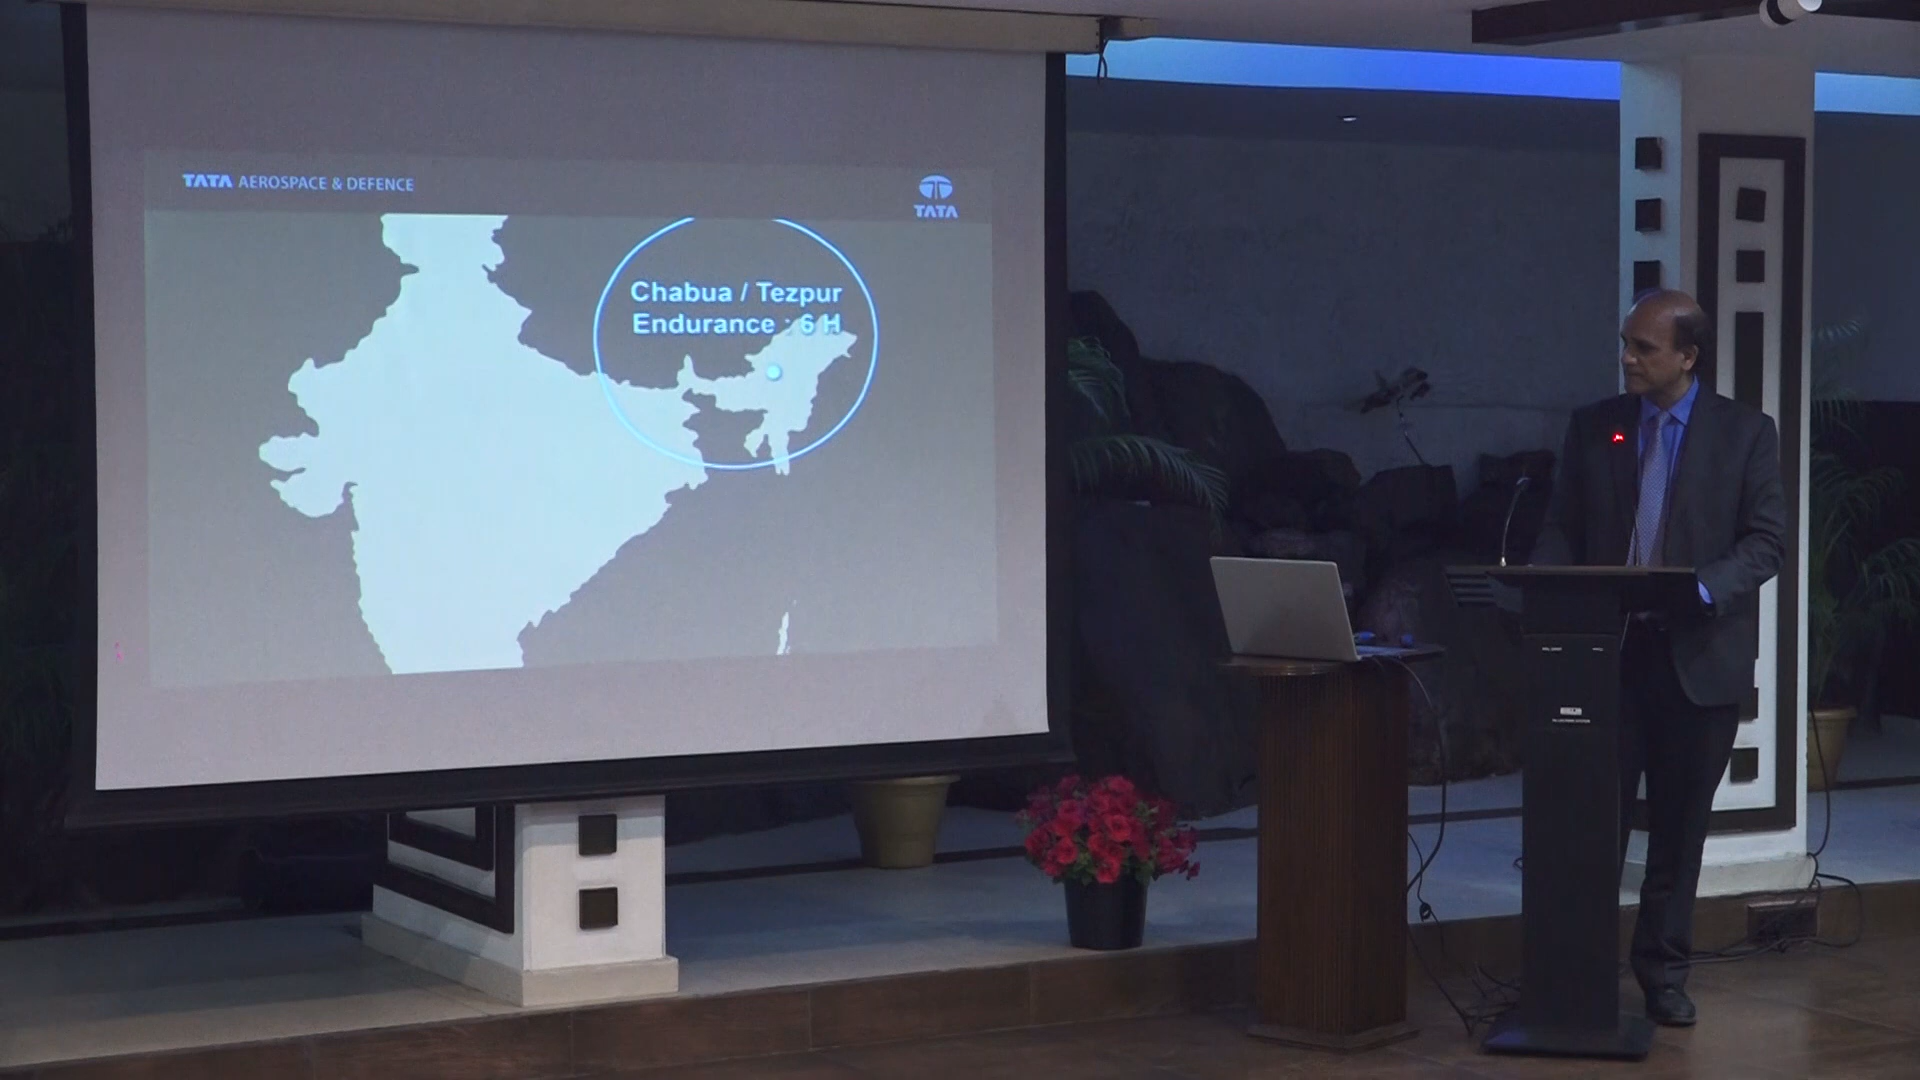 TATA AEROSPACE & DEFENCE
TATA
Chabua / Tezpur
Endurance : 6 H